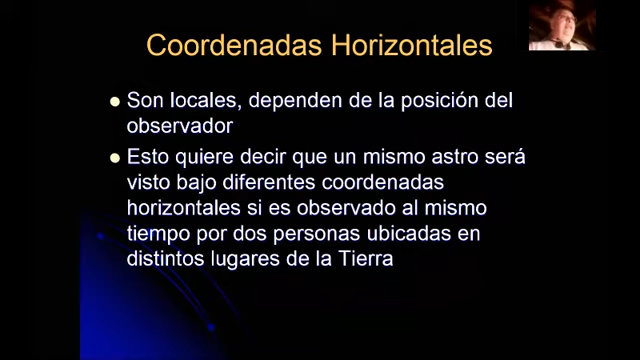 Coordenadas Horizontales
Son locales, dependen de la posición del
observador
Esto quiere decir que un mismo astro será
visto bajo diferentes coordenadas
horizontales si es observado al mismo
tiempo por dos personas ubicadas en
distintos lugares de la Tierra